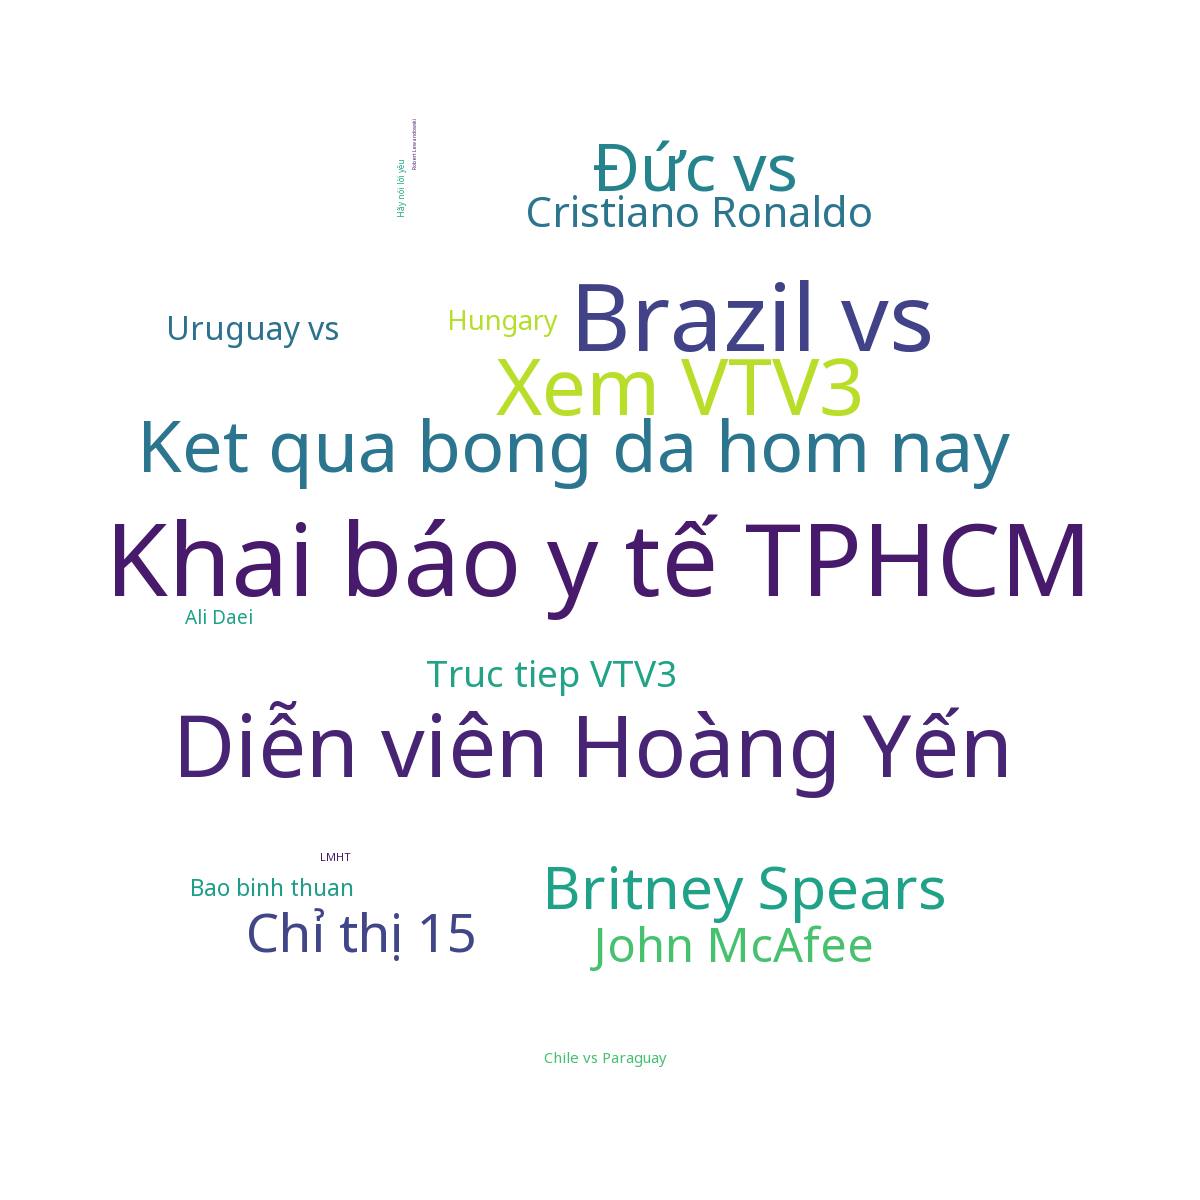 Robert Lewandowski
Hãy nói lời yêu
Đức vs
Cristiano Ronaldo
Uruguay vs
Hungary
Brazil vs
Xem VTV3
Ket qua bong da hom nay
Khai báo y tế TPHCM
Ali Daei
Truc tiep VTV3
Diễn viên Hoàng Yến
LMHT
Bao binh thuan
Britney Spears
Chỉ thị 15
John McAfee
Chile vs Paraguay